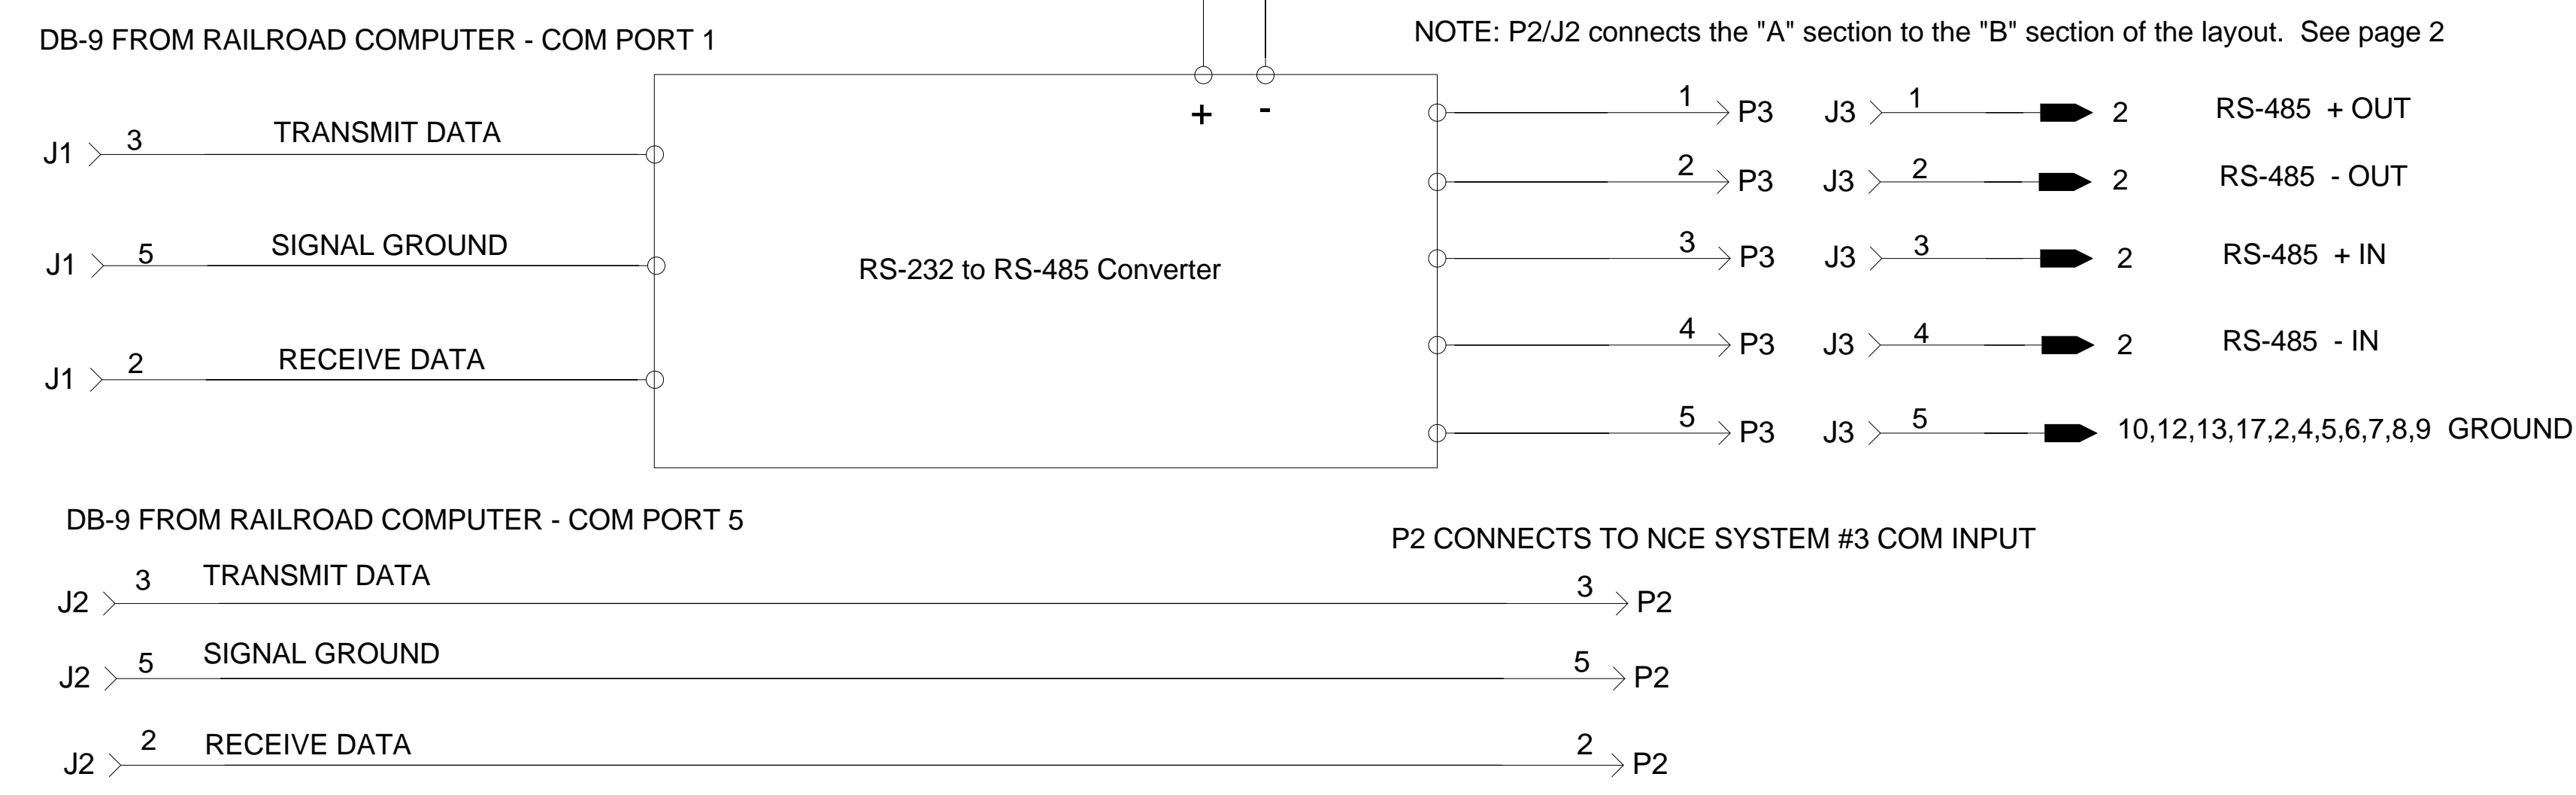 DB-9 FROM RAILROAD COMPUTER - COM PORT 1
NOTE: P2/J2 connects the "A" section to the "B" section of the layout. See page 2
+ -
J1 3 TRANSMIT DATA
J1 5 SIGNAL GROUND
J1 2 RECEIVE DATA
RS-232 to RS-485 Converter
1 P3 J3 1 2 RS-485 + OUT
2 P3 J3 2 2 RS-485 - OUT
3 P3 J3 3 2 RS-485 + IN
4 P3 J3 4 2 RS-485 - IN
5 P3 J3 5 10,12,13,17,2,4,5,6,7,8,9 GROUND
DB-9 FROM RAILROAD COMPUTER - COM PORT 5
P2 CONNECTS TO NCE SYSTEM #3 COM INPUT
J2 3 TRANSMIT DATA 3 P2
J2 5 SIGNAL GROUND 5 P2
J2 2 RECEIVE DATA 2 P2